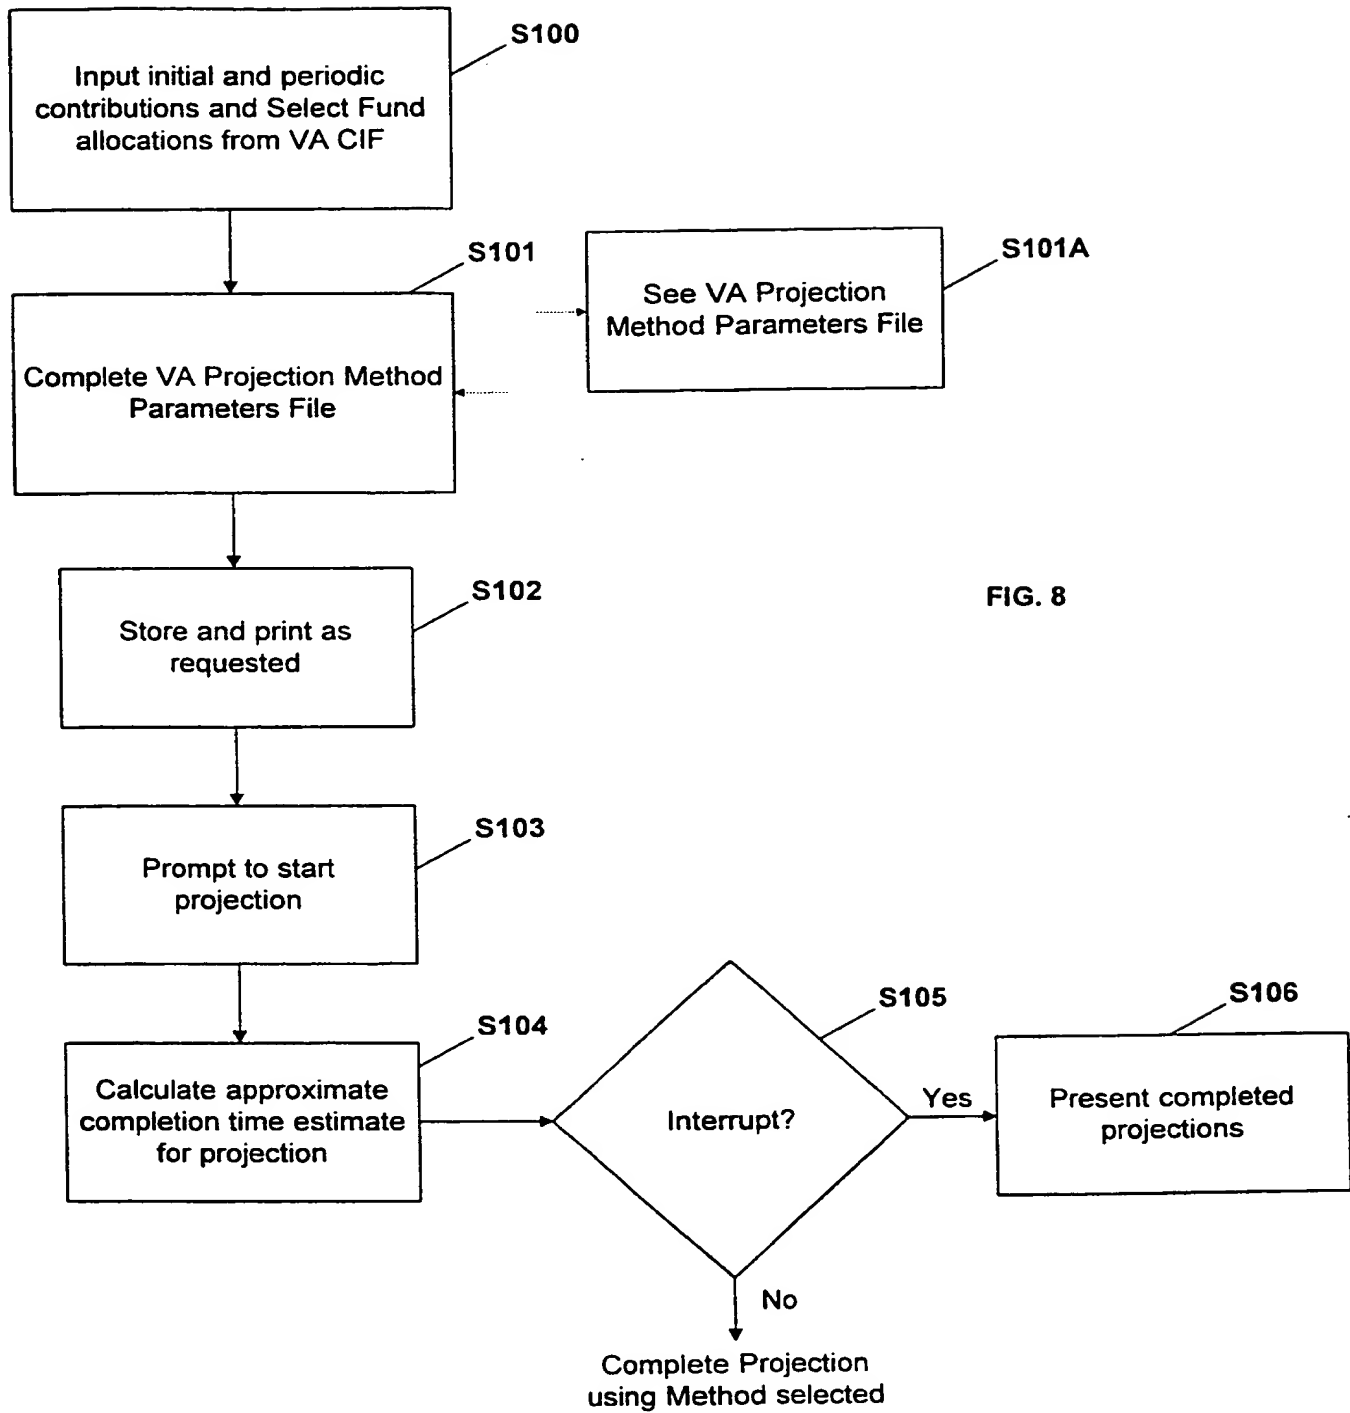 S100
Input initial and periodic
contributions and Select Fund
allocations from VA CIF
S101
Complete VA Projection Method
Parameters File
S101A
See VA Projection
Method Parameters File
S102
Store and print as
requested
FIG. 8
S103
Prompt to start
projection
S104
Calculate approximate
completion time estimate
for projection
S105
Interrupt?
Yes
S106
Present completed
projections
No
Complete Projection
using Method selected